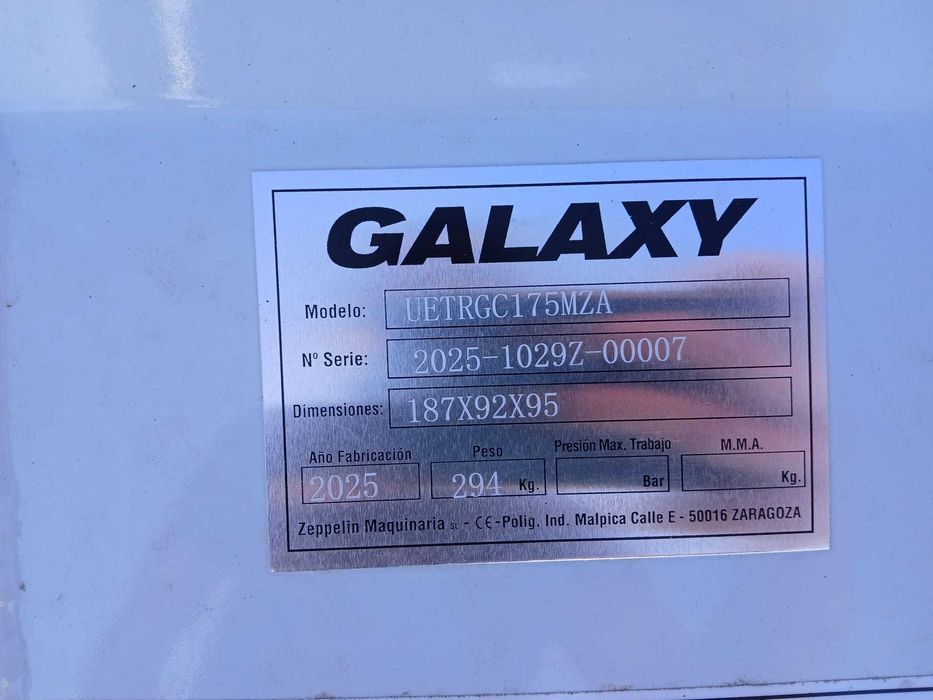 GALAXY
Modelo: UETRGC175MZA
Nº Serie: 2025-1029Z-00007
Dimensiones: 187X92X95
Año Fabricación Peso Presión Max. Trabajo M.M.A.
2025 294 Kg. Bar Kg.
Zeppelin Maquinaria SL - CE -Polig. Ind. Malpica Calle E - 50016 ZARAGOZA